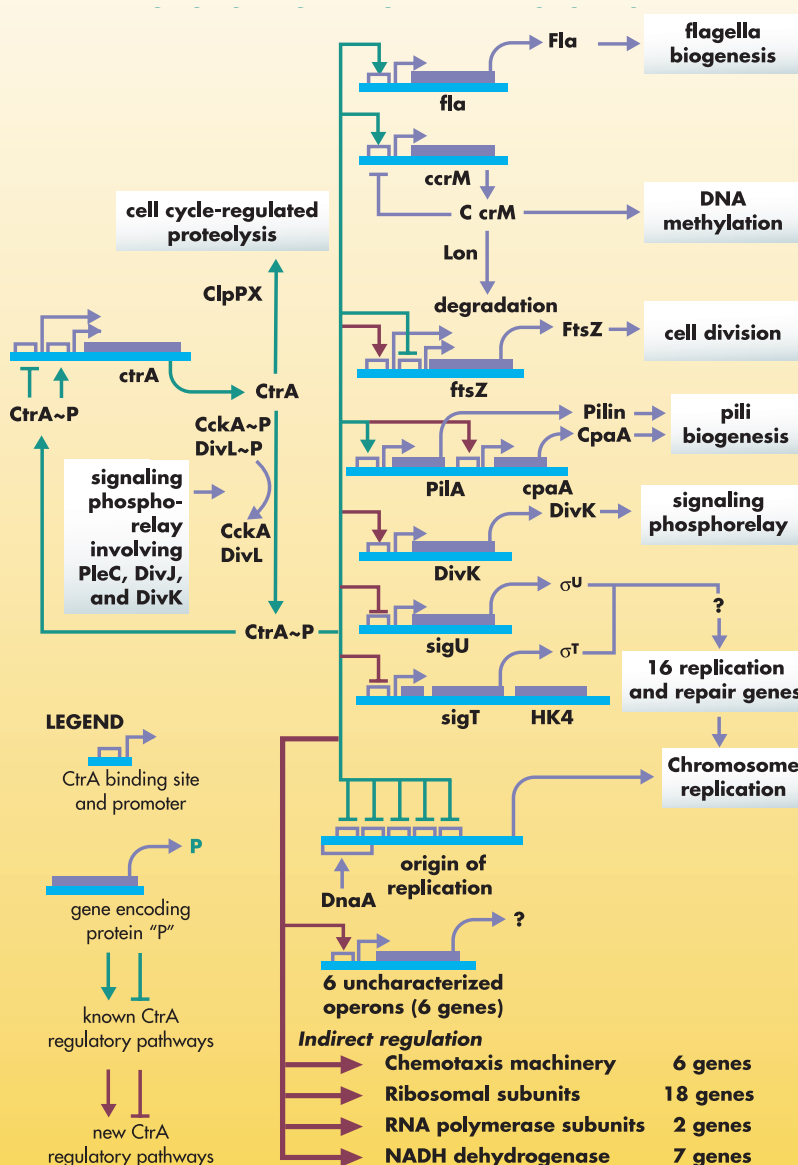 Fla
flagella
biogenesis
fla
ccrM
C crM
DNA
methylation
Lon
degradation
cell cycle-regulated
proteolysis
ClpPX
ctrA
CtrA
CtrA~P
FtsZ
cell division
ftsZ
CckA~P
DivL~P
signaling
phospho-
relay
involving
PleC, DivJ,
and DivK
CckA
DivL
CtrA~P
Pilin
CpaA
pili
biogenesis
PilA
cpaA
DivK
signaling
phosphorelay
DivK
σU
?
sigU
σT
16 replication
and repair genes
sigT
HK4
LEGEND
CtrA binding site
and promoter
Chromosome
replication
origin of
replication
DnaA
P
gene encoding
protein "P"
?
6 uncharacterized
operons (6 genes)
known CtrA
regulatory pathways
new CtrA
regulatory pathways
Indirect regulation
Chemotaxis machinery 6 genes
Ribosomal subunits 18 genes
RNA polymerase subunits 2 genes
NADH dehydrogenase 7 genes